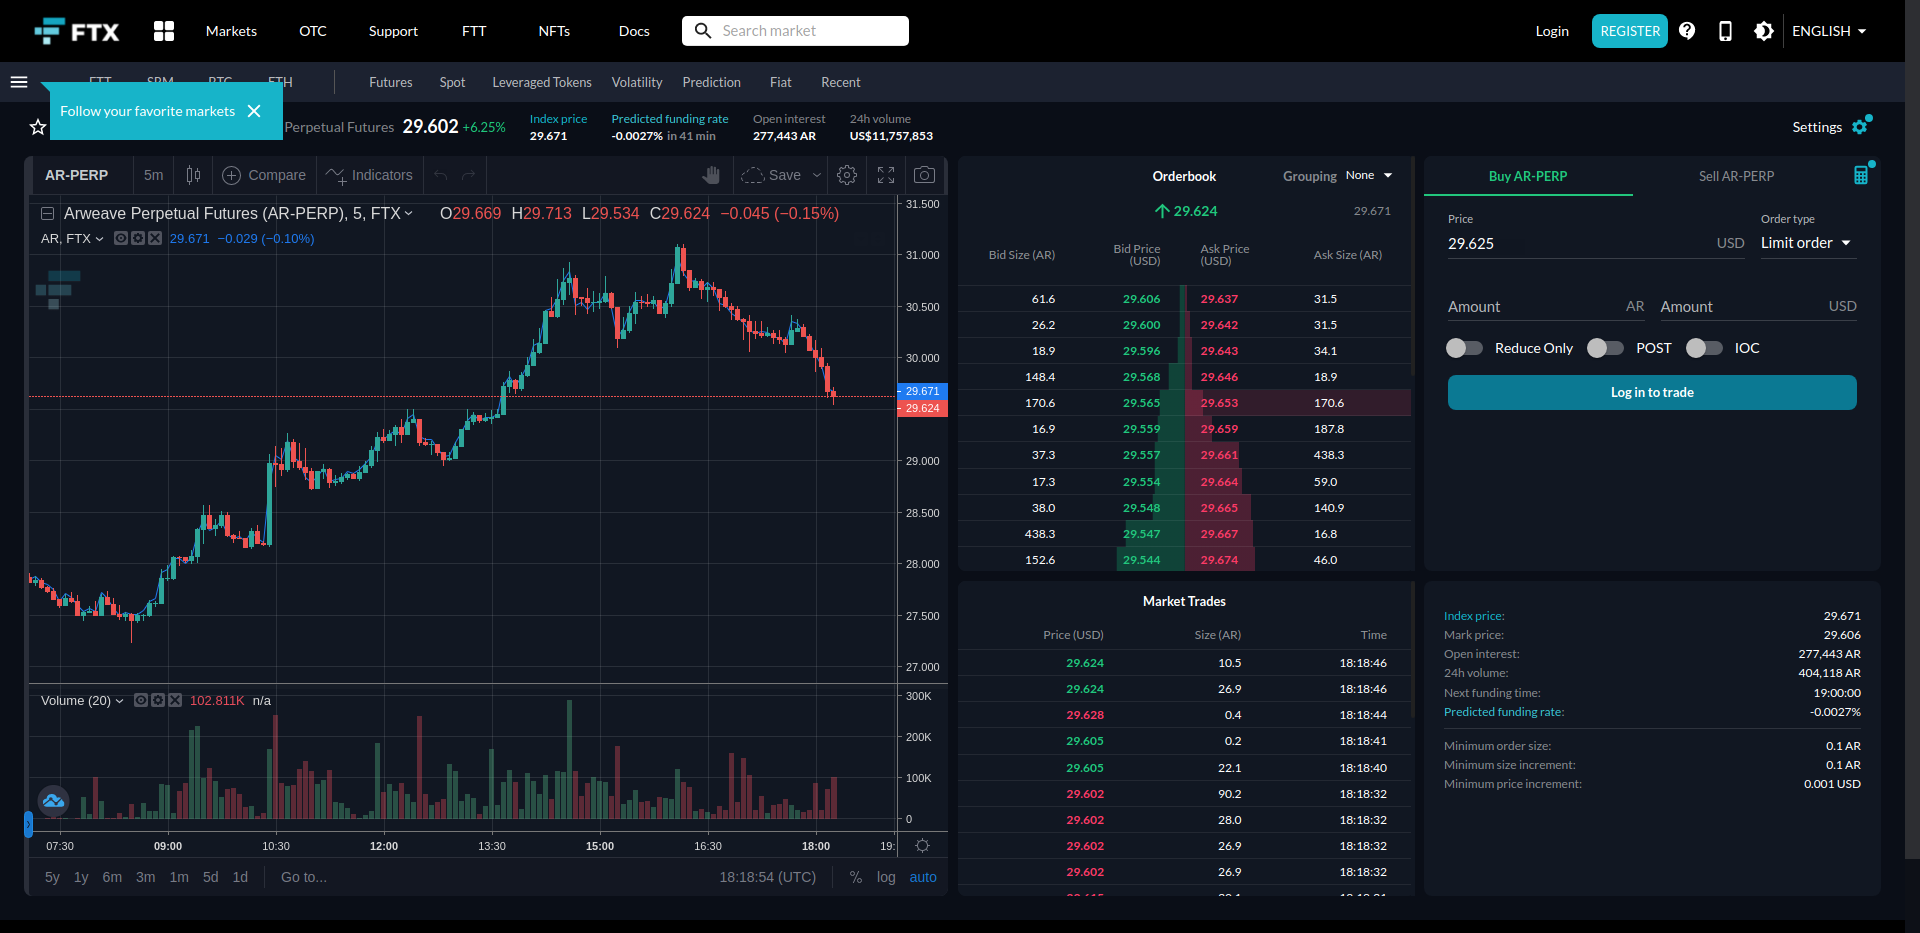 FTX
Markets
OTC
Support
FTT
NFTs
Docs
Search market
Login
REGISTER
ENGLISH
FTT
SRM
BTC
ETH
Futures
Spot
Leveraged Tokens
Volatility
Prediction
Fiat
Recent
Follow your favorite markets
Perpetual Futures
29.602 +6.25%
Index price
29.671
Predicted funding rate
-0.0027% in 41 min
Open interest
277,443 AR
24h volume
US$11,757,853
Settings
AR-PERP
5m
Compare
Indicators
Save
Arweave Perpetual Futures (AR-PERP), 5, FTX O29.669 H29.713 L29.534 C29.624 −0.045 (−0.15%)
AR, FTX 29.671 −0.029 (−0.10%)
31.500
31.000
30.500
30.000
29.671
29.624
29.000
28.500
28.000
27.500
27.000
Volume (20) 102.811K n/a
300K
200K
100K
0
07:30 09:00 10:30 12:00 13:30 15:00 16:30 18:00 19:
5y 1y 6m 3m 1m 5d 1d Go to... 18:18:54 (UTC) % log auto
Orderbook
Grouping None
29.624
29.671
Bid Size (AR) Bid Price (USD) Ask Price (USD) Ask Size (AR)
61.6 29.606 29.637 31.5
26.2 29.600 29.642 31.5
18.9 29.596 29.643 34.1
148.4 29.568 29.646 18.9
170.6 29.565 29.653 170.6
16.9 29.559 29.659 187.8
37.3 29.557 29.661 438.3
17.3 29.554 29.664 59.0
38.0 29.548 29.665 140.9
438.3 29.547 29.667 16.8
152.6 29.544 29.674 46.0
Market Trades
Price (USD) Size (AR) Time
29.624 10.5 18:18:46
29.624 26.9 18:18:46
29.628 0.4 18:18:44
29.605 0.2 18:18:41
29.605 22.1 18:18:40
29.602 90.2 18:18:32
29.602 28.0 18:18:32
29.602 26.9 18:18:32
29.602 26.9 18:18:32
Buy AR-PERP
Sell AR-PERP
Price
29.625 USD
Order type
Limit order
Amount AR
Amount USD
Reduce Only
POST
IOC
Log in to trade
Index price: 29.671
Mark price: 29.606
Open interest: 277,443 AR
24h volume: 404,118 AR
Next funding time: 19:00:00
Predicted funding rate: -0.0027%
Minimum order size: 0.1 AR
Minimum size increment: 0.1 AR
Minimum price increment: 0.001 USD